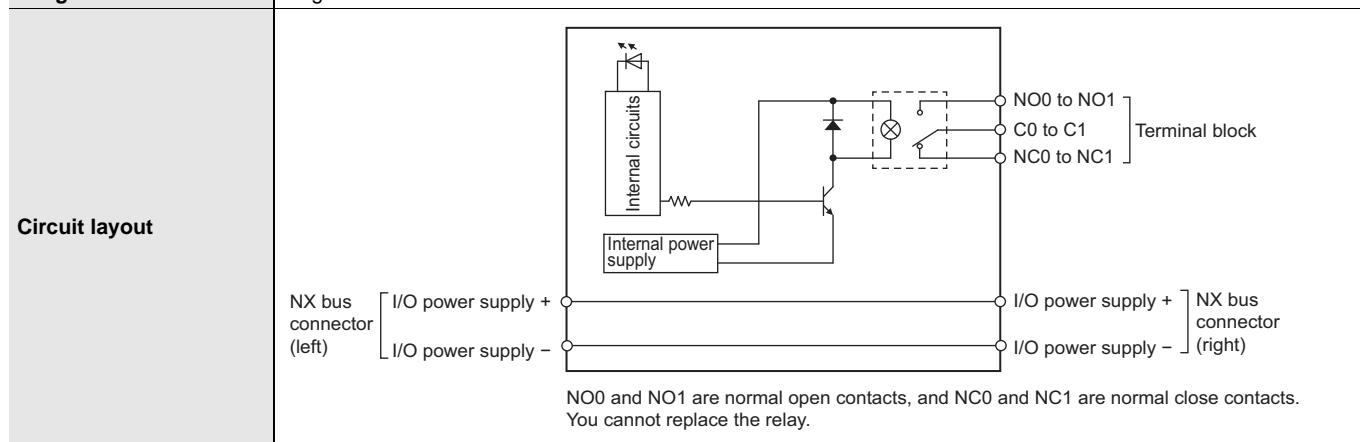 Circuit layout
Internal circuits
Internal power
supply
NO0 to NO1
C0 to C1
NC0 to NC1
Terminal block
NX bus
connector
(left)
I/O power supply +
I/O power supply −
I/O power supply +
I/O power supply −
NX bus
connector
(right)
NO0 and NO1 are normal open contacts, and NC0 and NC1 are normal close contacts.
You cannot replace the relay.